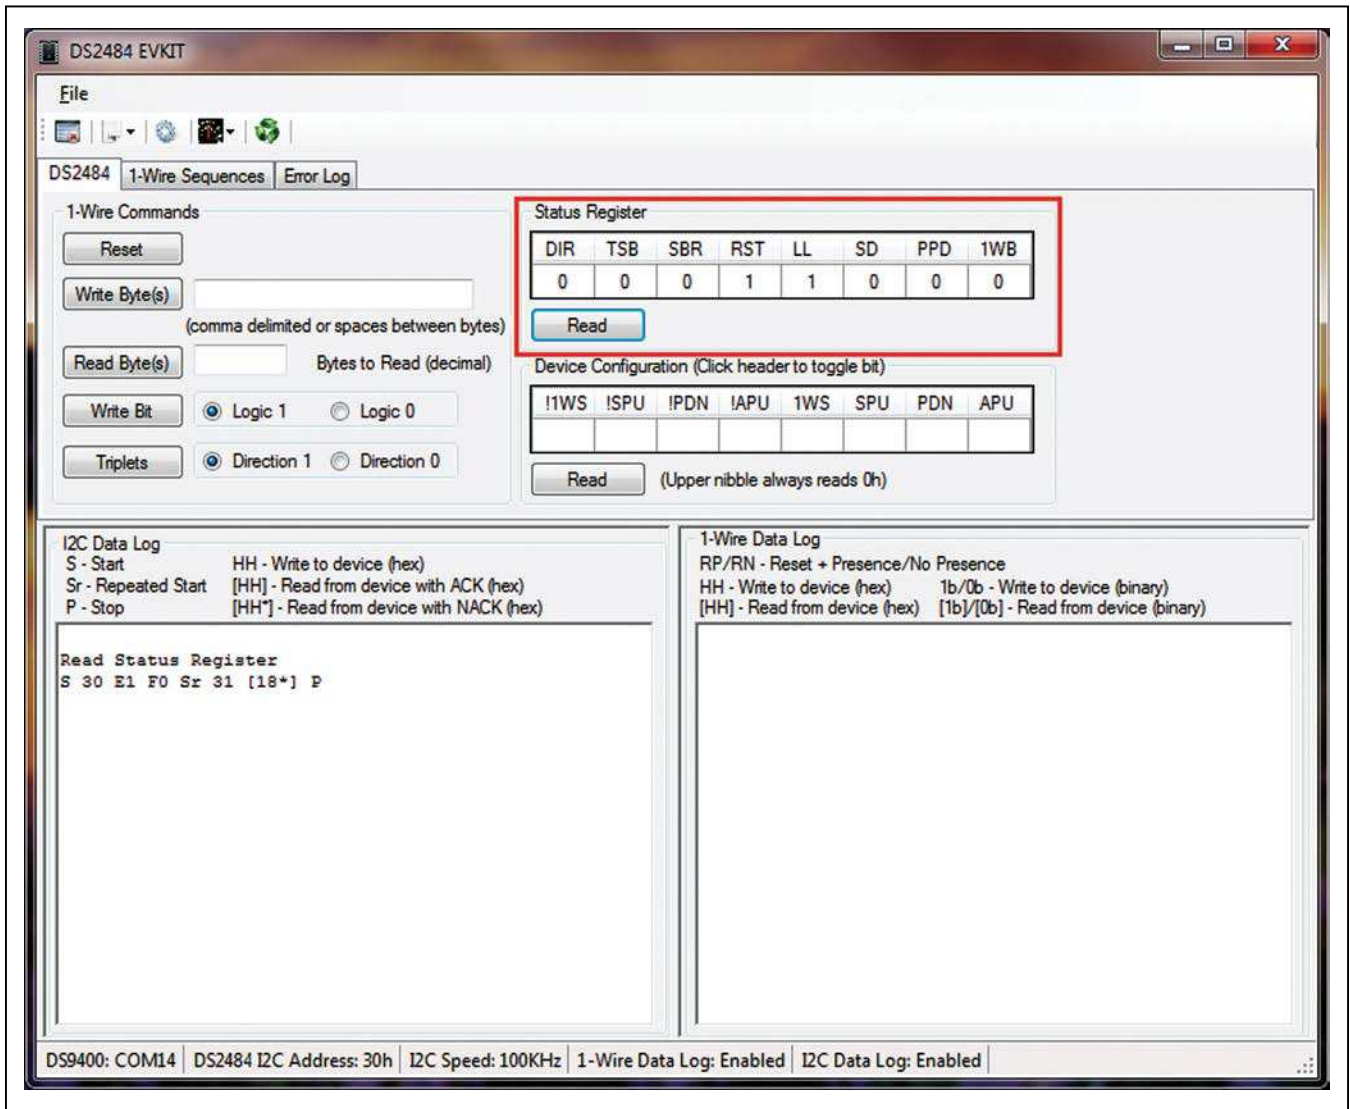 DS2484 EVKIT
File
DS2484 1-Wire Sequences Error Log
1-Wire Commands
Reset
Write Byte(s)
(comma delimited or spaces between bytes)
Read Byte(s) Bytes to Read (decimal)
Write Bit Logic 1 Logic 0
Triplets Direction 1 Direction 0
Status Register
DIR TSB SBR RST LL SD PPD 1WB
0 0 0 1 1 0 0 0
Read
Device Configuration (Click header to toggle bit)
!1WS !SPU !PDN !APU 1WS SPU PDN APU
Read (Upper nibble always reads 0h)
I2C Data Log
S - Start HH - Write to device (hex)
Sr - Repeated Start [HH] - Read from device with ACK (hex)
P - Stop [HH*] - Read from device with NACK (hex)
Read Status Register
S 30 E1 F0 Sr 31 [18*] P
1-Wire Data Log
RP/RN - Reset + Presence/No Presence
HH - Write to device (hex) 1b/0b - Write to device (binary)
[HH] - Read from device (hex) [1b]/[0b] - Read from device (binary)
DS9400: COM14 DS2484 I2C Address: 30h I2C Speed: 100KHz 1-Wire Data Log: Enabled I2C Data Log: Enabled